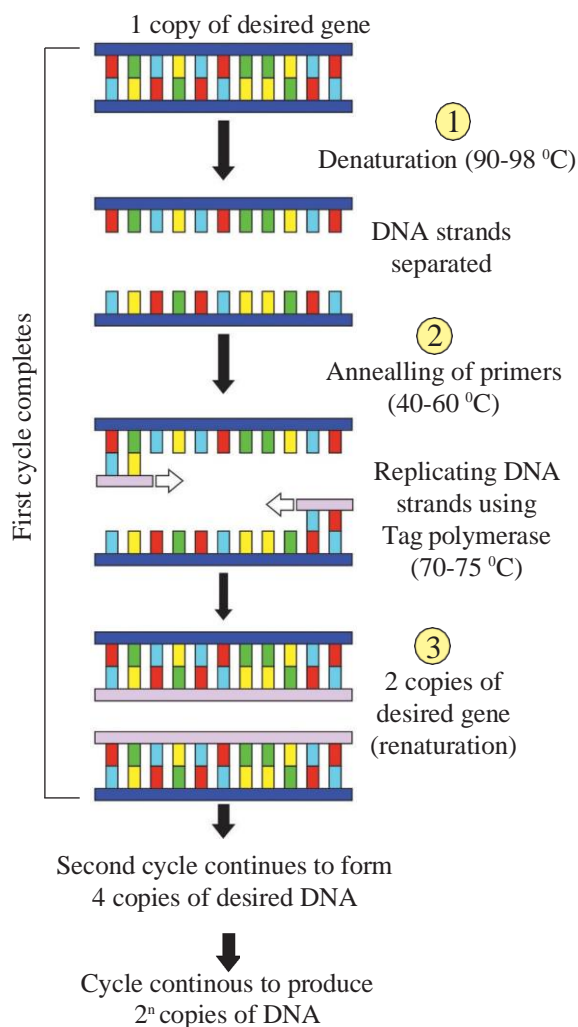 1 copy of desired gene
First cycle completes
1
Denaturation (90-98 ⁰C)
DNA strands
separated
2
Annealling of primers
(40-60 ⁰C)
Replicating DNA
strands using
Tag polymerase
(70-75 ⁰C)
3
2 copies of
desired gene
(renaturation)
Second cycle continues to form
4 copies of desired DNA
Cycle continous to produce
2ⁿ copies of DNA